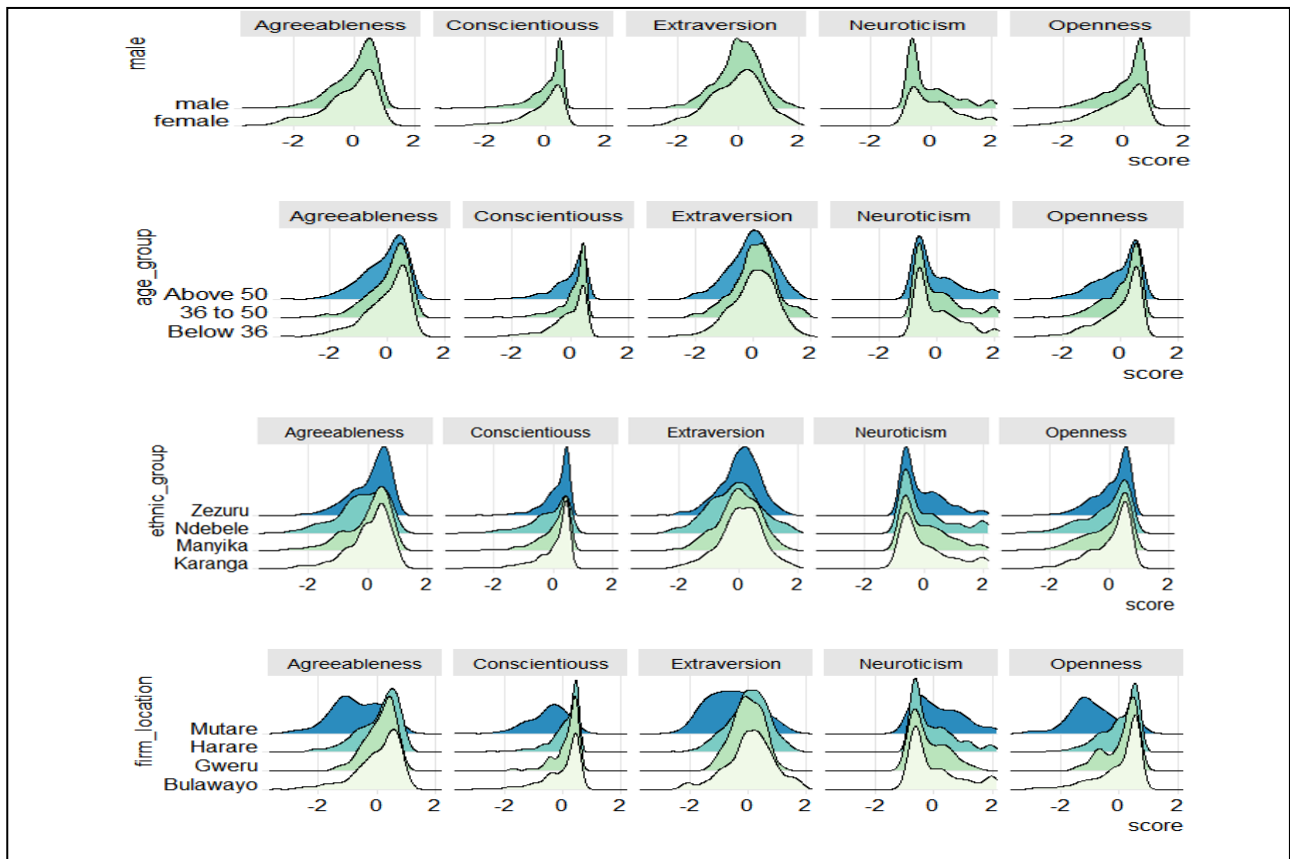 Agreeableness Conscientiouss Extraversion Neuroticism Openness
male
male
female
-2 0 2 -2 0 2 -2 0 2 -2 0 2 -2 0 2
score
Agreeableness Conscientiouss Extraversion Neuroticism Openness
age_group
Above 50
36 to 50
Below 36
-2 0 2 -2 0 2 -2 0 2 -2 0 2 -2 0 2
score
Agreeableness Conscientiouss Extraversion Neuroticism Openness
ethnic_group
Zezuru
Ndebele
Manyika
Karanga
-2 0 2 -2 0 2 -2 0 2 -2 0 2 -2 0 2
score
Agreeableness Conscientiouss Extraversion Neuroticism Openness
firm_location
Mutare
Harare
Gweru
Bulawayo
-2 0 2 -2 0 2 -2 0 2 -2 0 2 -2 0 2
score